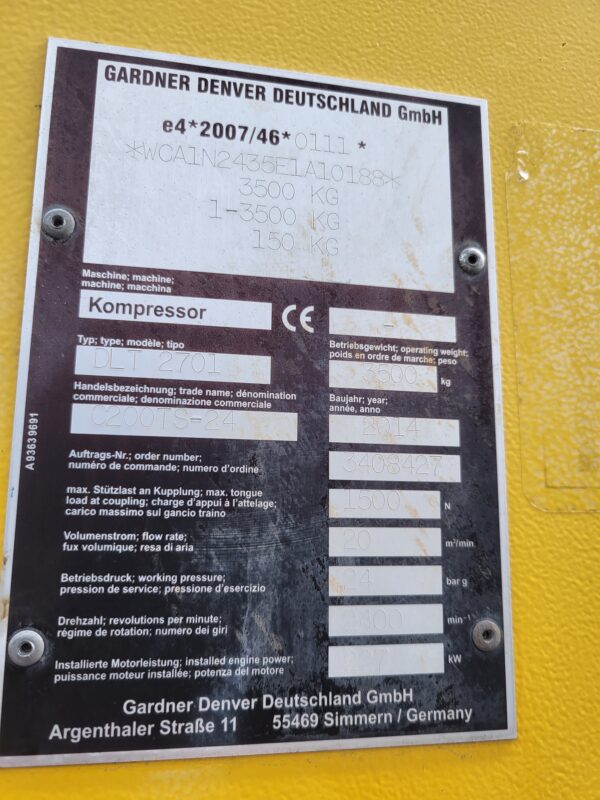 GARDNER DENVER DEUTSCHLAND GmbH
e4*2007/46*0111 *
*WCA1N2435E1A10188*
3500 KG
1-3500 KG
150 KG
Maschine; machine;
machine; macchina
Kompressor
CE
-
Typ; type; modèle; tipo
DLT 2701
Betriebsgewicht; operating weight;
poids en ordre de marche; peso
3500 kg
Handelsbezeichnung; trade name; dénomination
commerciale; denominazione commerciale
C200TS-24
Baujahr; year;
année, anno
2014
Auftrags-Nr.; order number;
numéro de commande; numero d'ordine
3408427
max. Stützlast an Kupplung; max. tongue
load at coupling; charge d'appui à l'attelage;
carico massimo sul gancio traino
1500 N
Volumenstrom; flow rate;
fux volumique; resa di aria
20 m³/min
Betriebsdruck; working pressure;
pression de service; pressione d'esercizio
24 bar g
Drehzahl; revolutions per minute;
régime de rotation; numero dei giri
min⁻¹
Installierte Motorleistung; installed engine power;
puissance moteur installée; potenza del motore
kW
Gardner Denver Deutschland GmbH
Argenthaler Straße 11 55469 Simmern / Germany
A93639691